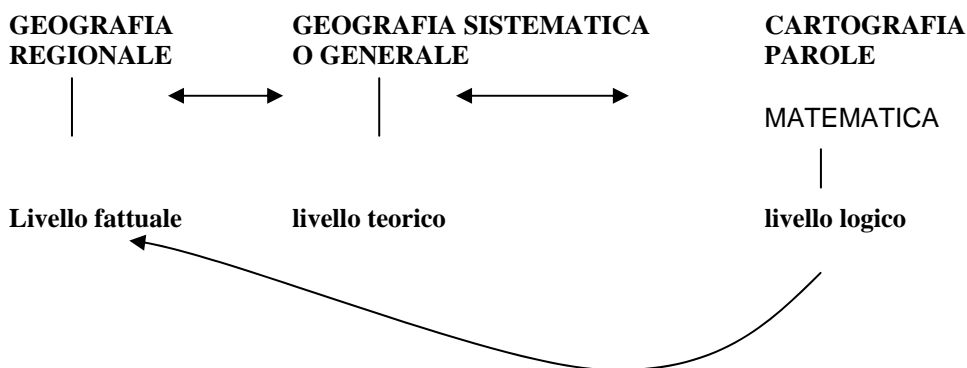 GEOGRAFIA
REGIONALE
GEOGRAFIA SISTEMATICA
O GENERALE
CARTOGRAFIA
PAROLE
MATEMATICA
Livello fattuale
livello teorico
livello logico